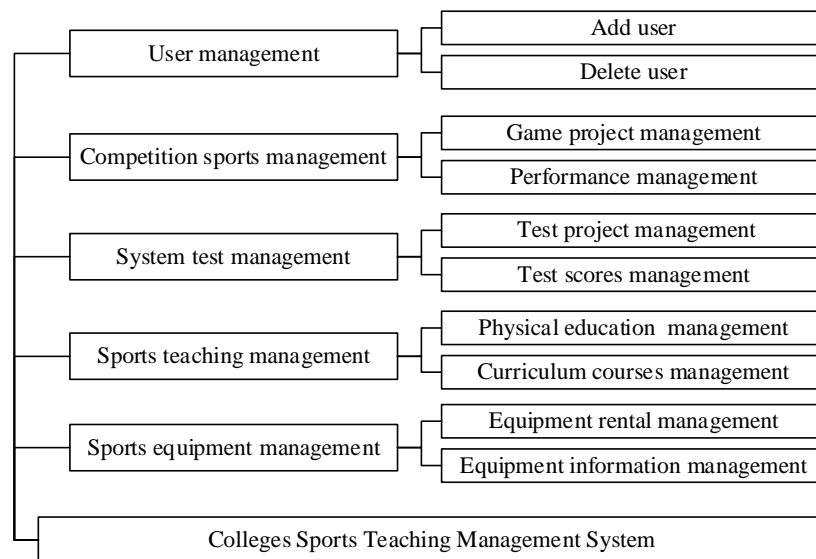 User management
Add user
Delete user
Competition sports management
Game project management
Performance management
System test management
Test project management
Test scores management
Sports teaching management
Physical education  management
Curriculum courses management
Sports equipment management
Equipment rental management
Equipment information management
Colleges Sports Teaching Management System